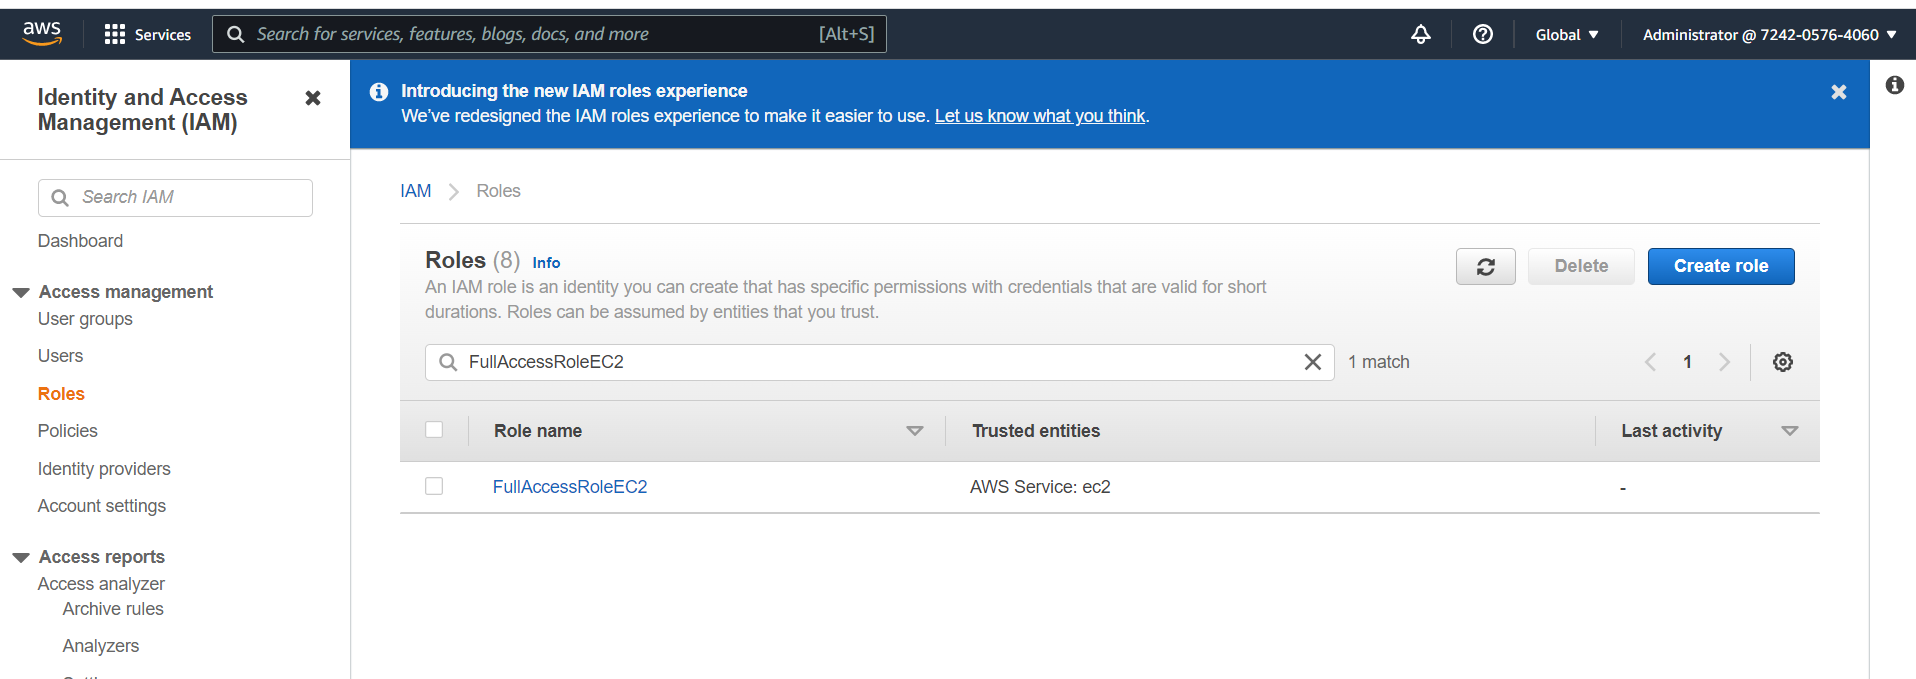 aws
Services
Search for services, features, blogs, docs, and more
[Alt+S]
Global
Administrator @ 7242-0576-4060
Identity and Access
Management (IAM)
Search IAM
Dashboard
Access management
User groups
Users
Roles
Policies
Identity providers
Account settings
Access reports
Access analyzer
Archive rules
Analyzers
Introducing the new IAM roles experience
We've redesigned the IAM roles experience to make it easier to use. Let us know what you think.
IAM
Roles
Roles (8) Info
An IAM role is an identity you can create that has specific permissions with credentials that are valid for short
durations. Roles can be assumed by entities that you trust.
Delete
Create role
FullAccessRoleEC2
1 match
1
Role name
Trusted entities
Last activity
FullAccessRoleEC2
AWS Service: ec2
-